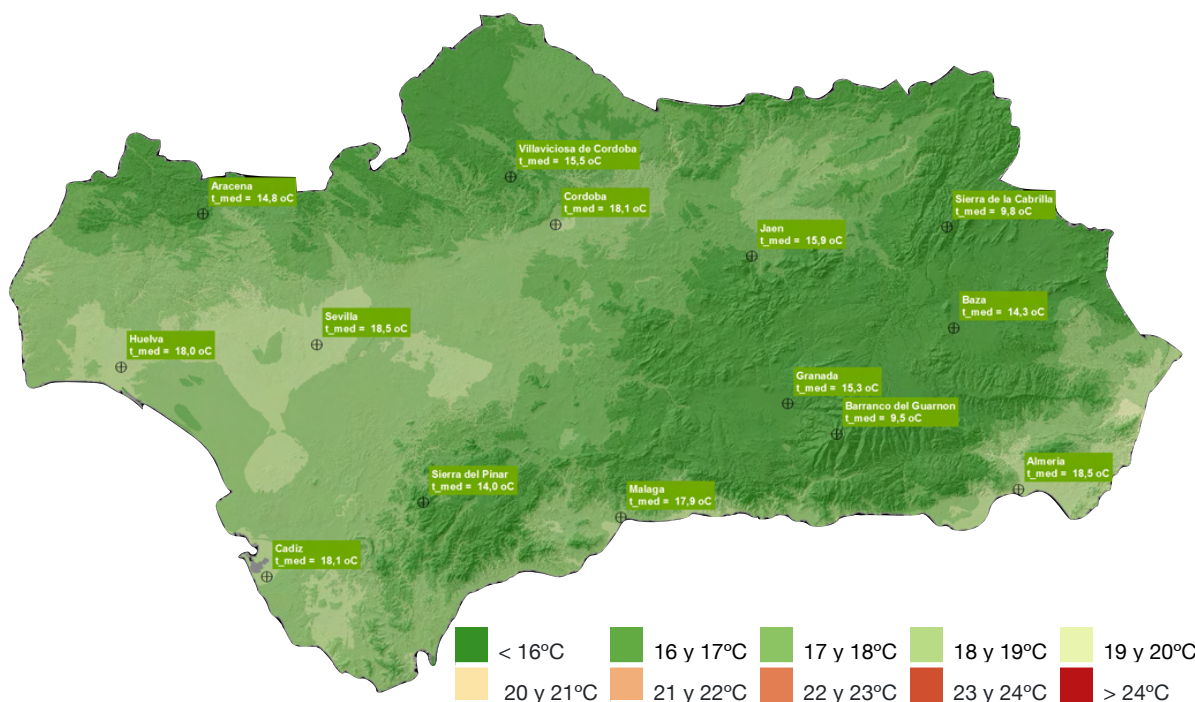 Villaviciosa de Cordoba
t_med = 15,5 oC
Aracena
t_med = 14,8 oC
Cordoba
t_med = 18,1 oC
Sierra de la Cabrilla
t_med = 9,8 oC
Jaen
t_med = 15,9 oC
Baza
t_med = 14,3 oC
Sevilla
t_med = 18,5 oC
Huelva
t_med = 18,0 oC
Granada
t_med = 15,3 oC
Barranco del Guarnon
t_med = 9,5 oC
Almeria
t_med = 18,5 oC
Sierra del Pinar
t_med = 14,0 oC
Malaga
t_med = 17,9 oC
Cadiz
t_med = 18,1 oC
< 16ºC 16 y 17ºC 17 y 18ºC 18 y 19ºC 19 y 20ºC
20 y 21ºC 21 y 22ºC 22 y 23ºC 23 y 24ºC > 24ºC